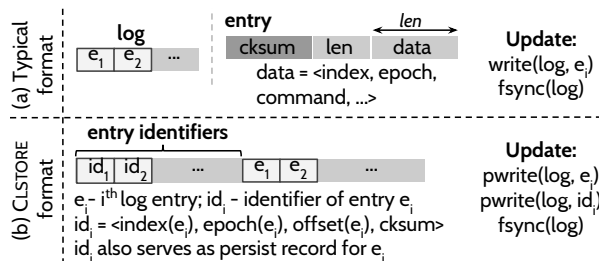 (a) Typical format
log
e1 e2 ...
entry
len
cksum len data
data = <index, epoch,
command, ...>
Update:
write(log, ei)
fsync(log)
(b) CLSTORE format
entry identifiers
id1 id2 ... e1 e2 ...
ei- ith log entry; idi - identifier of entry ei
idi = <index(ei), epoch(ei), offset(ei), cksum>
idi also serves as persist record for ei
Update:
pwrite(log, ei)
pwrite(log, idi)
fsync(log)